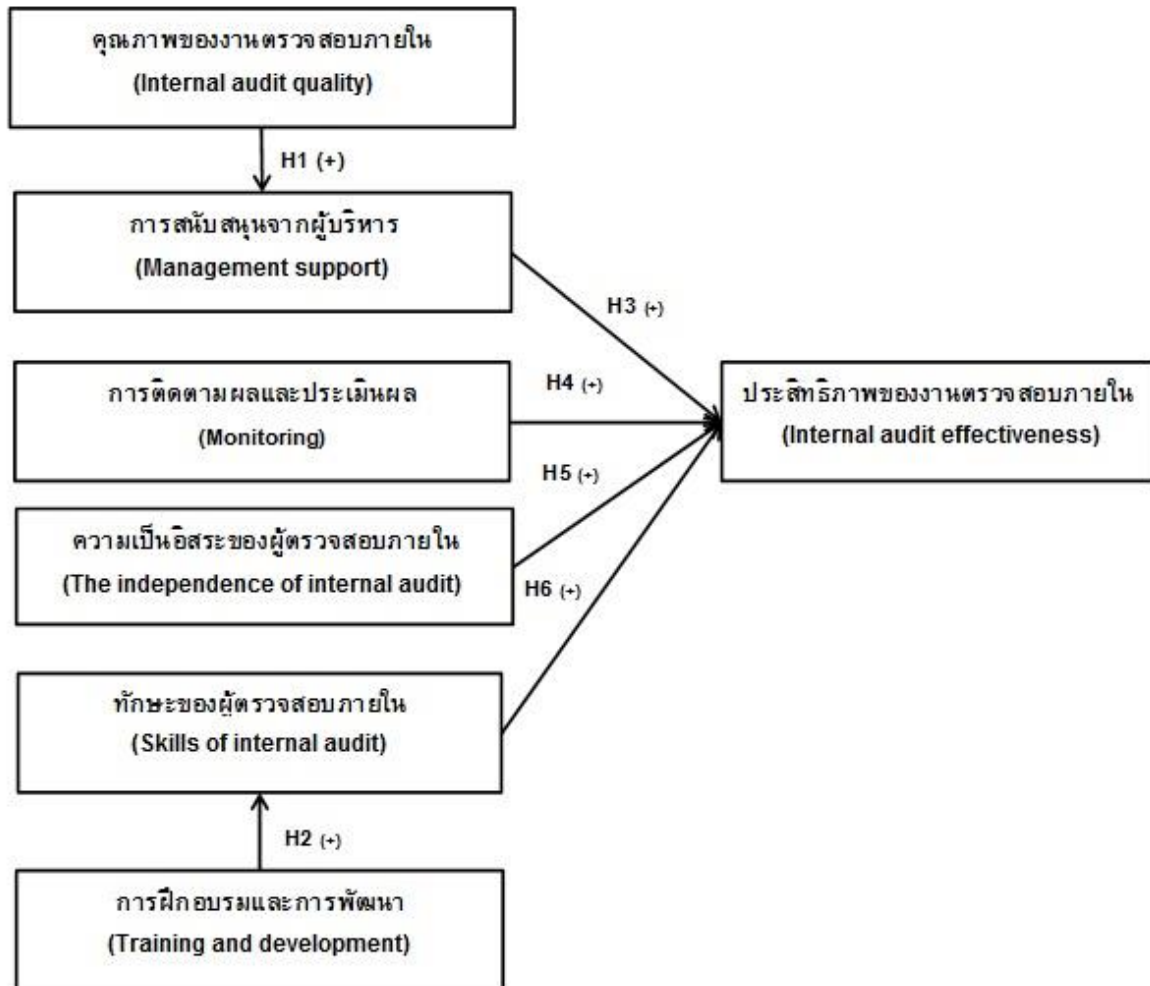 คุณภาพของงานตรวจสอบภายใน
(Internal audit quality)
H1 (+)
การสนับสนุนจากผู้บริหาร
(Management support)
H3 (+)
การติดตามผลและประเมินผล
(Monitoring)
H4 (+)
ประสิทธิภาพของงานตรวจสอบภายใน
(Internal audit effectiveness)
H5 (+)
ความเป็นอิสระของผู้ตรวจสอบภายใน
(The independence of internal audit)
H6 (+)
ทักษะของผู้ตรวจสอบภายใน
(Skills of internal audit)
H2 (+)
การฝึกอบรมและการพัฒนา
(Training and development)